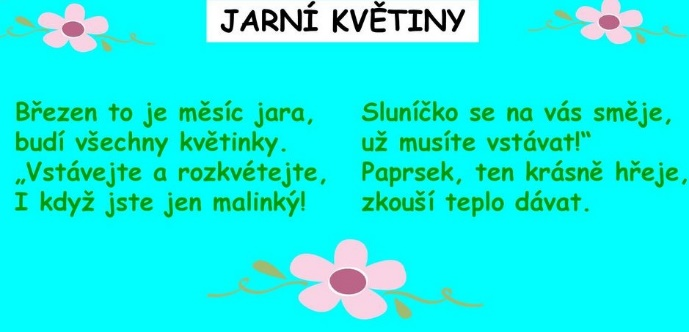 JARNÍ KVĚTINY
Březen to je měsíc jara,
budí všechny květinky.
„Vstávejte a rozkvétejte,
I když jste jen malinký!
Sluníčko se na vás směje,
už musíte vstávat!“
Paprsek, ten krásně hřeje,
zkouší teplo dávat.